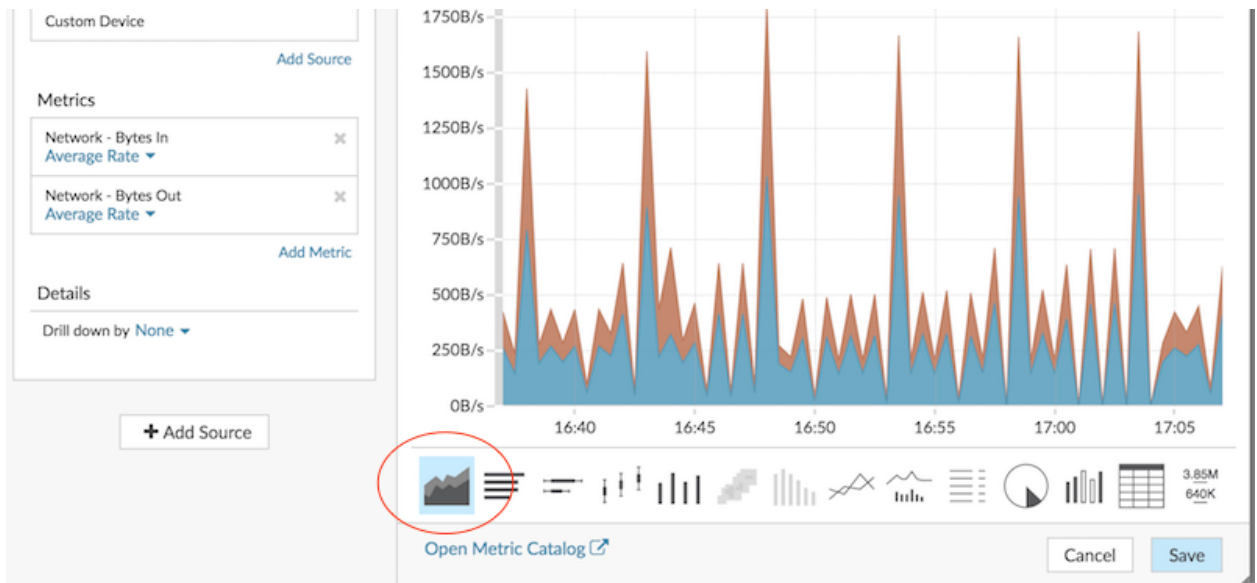 Custom Device
Add Source
Metrics
Network - Bytes In
Average Rate
Network - Bytes Out
Average Rate
Add Metric
Details
Drill down by None
+ Add Source
1750B/s
1500B/s
1250B/s
1000B/s
750B/s
500B/s
250B/s
0B/s
16:40 16:45 16:50 16:55 17:00 17:05
3.85M
640K
Open Metric Catalog
Cancel Save